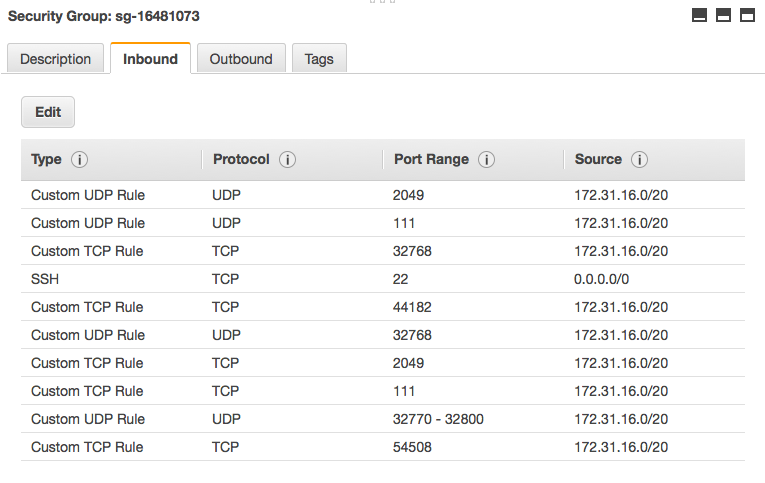 Security Group: sg-16481073
Description Inbound Outbound Tags
Edit
Type i Protocol i Port Range i Source i
Custom UDP Rule UDP 2049 172.31.16.0/20
Custom UDP Rule UDP 111 172.31.16.0/20
Custom TCP Rule TCP 32768 172.31.16.0/20
SSH TCP 22 0.0.0.0/0
Custom TCP Rule TCP 44182 172.31.16.0/20
Custom UDP Rule UDP 32768 172.31.16.0/20
Custom TCP Rule TCP 2049 172.31.16.0/20
Custom TCP Rule TCP 111 172.31.16.0/20
Custom UDP Rule UDP 32770 - 32800 172.31.16.0/20
Custom TCP Rule TCP 54508 172.31.16.0/20